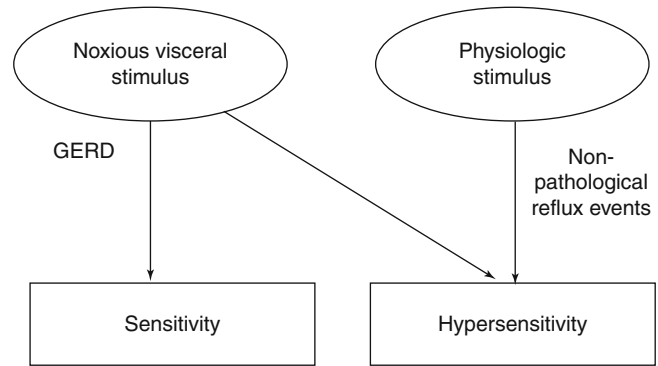 Noxious visceral
stimulus
Physiologic
stimulus
GERD
Non-
pathological
reflux events
Sensitivity
Hypersensitivity